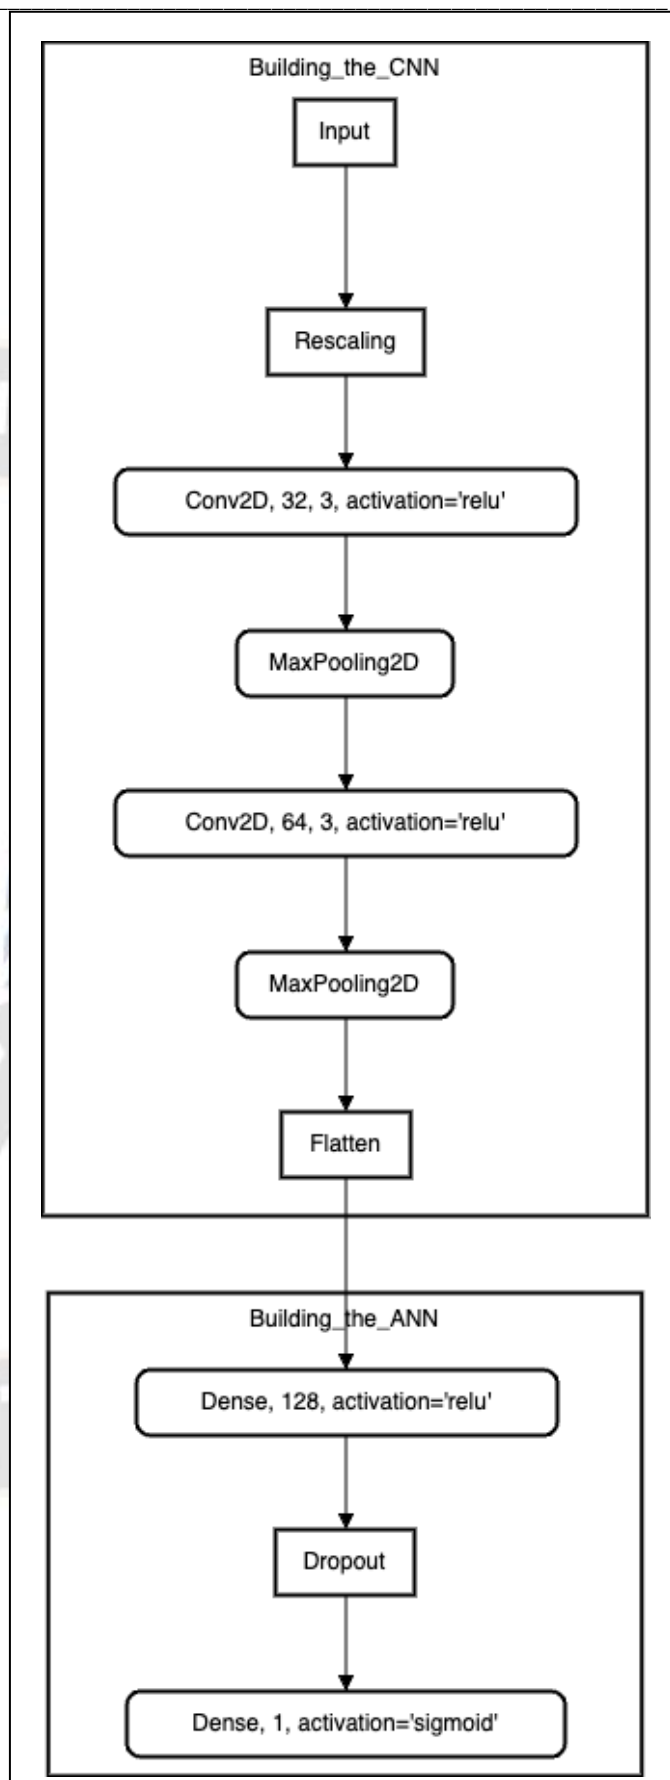 Building_the_CNN
Input
Rescaling
Conv2D, 32, 3, activation='relu'
MaxPooling2D
Conv2D, 64, 3, activation='relu'
MaxPooling2D
Flatten
Building_the_ANN
Dense, 128, activation='relu'
Dropout
Dense, 1, activation='sigmoid'